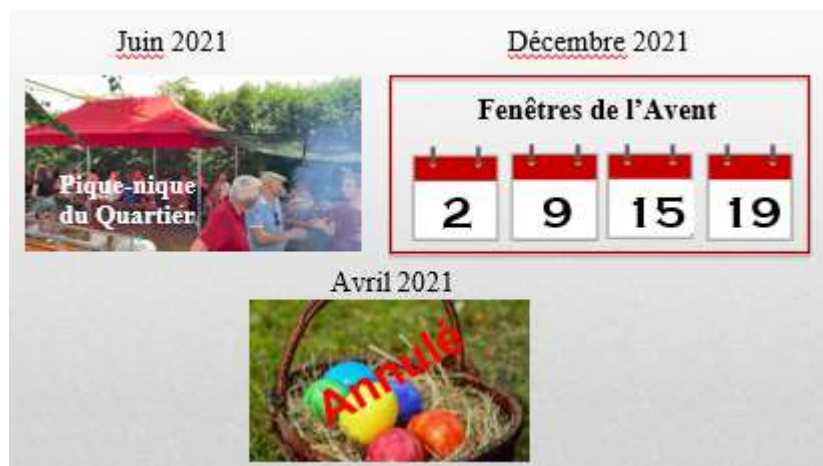 Juin 2021
Pique-nique
du Quartier
Décembre 2021
Fenêtres de l’Avent
2 9 15 19
Avril 2021
Annulé